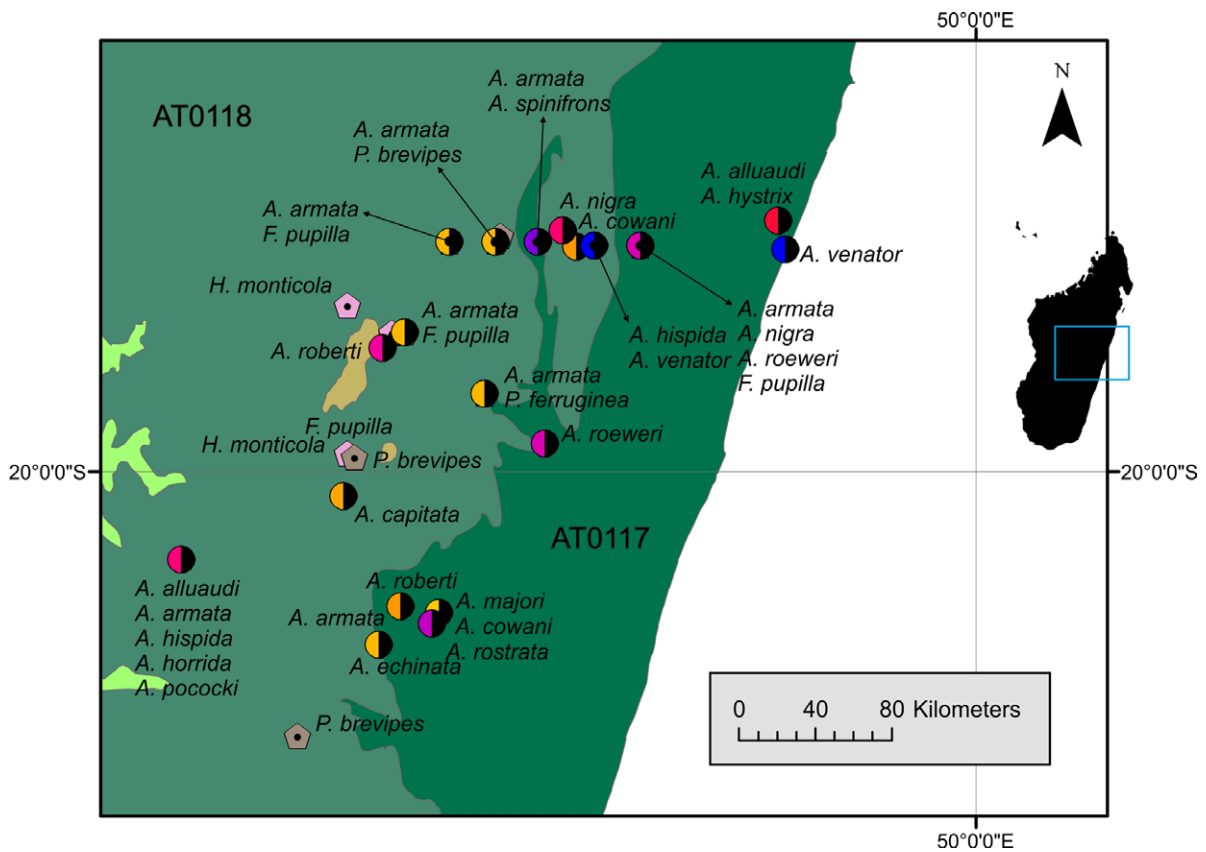 50°0'0"E
N
AT0118
A. armata
A. spinifrons
A. armata
P. brevipes
A. alluaudi
A. hystrix
A. nigra
A. cowani
A. armata
F. pupilla
A. venator
H. monticola
A. armata
F. pupilla
A. roberti
A. hispida
A. venator
A. armata
A. nigra
A. roeweri
F. pupilla
A. armata
P. ferruginea
F. pupilla
H. monticola
P. brevipes
A. roeweri
20°0'0"S
20°0'0"S
A. capitata
AT0117
A. alluaudi
A. armata
A. hispida
A. horrida
A. pococki
A. roberti
A. armata
A. echinata
A. majori
A. cowani
A. rostrata
P. brevipes
0 40 80 Kilometers
50°0'0"E